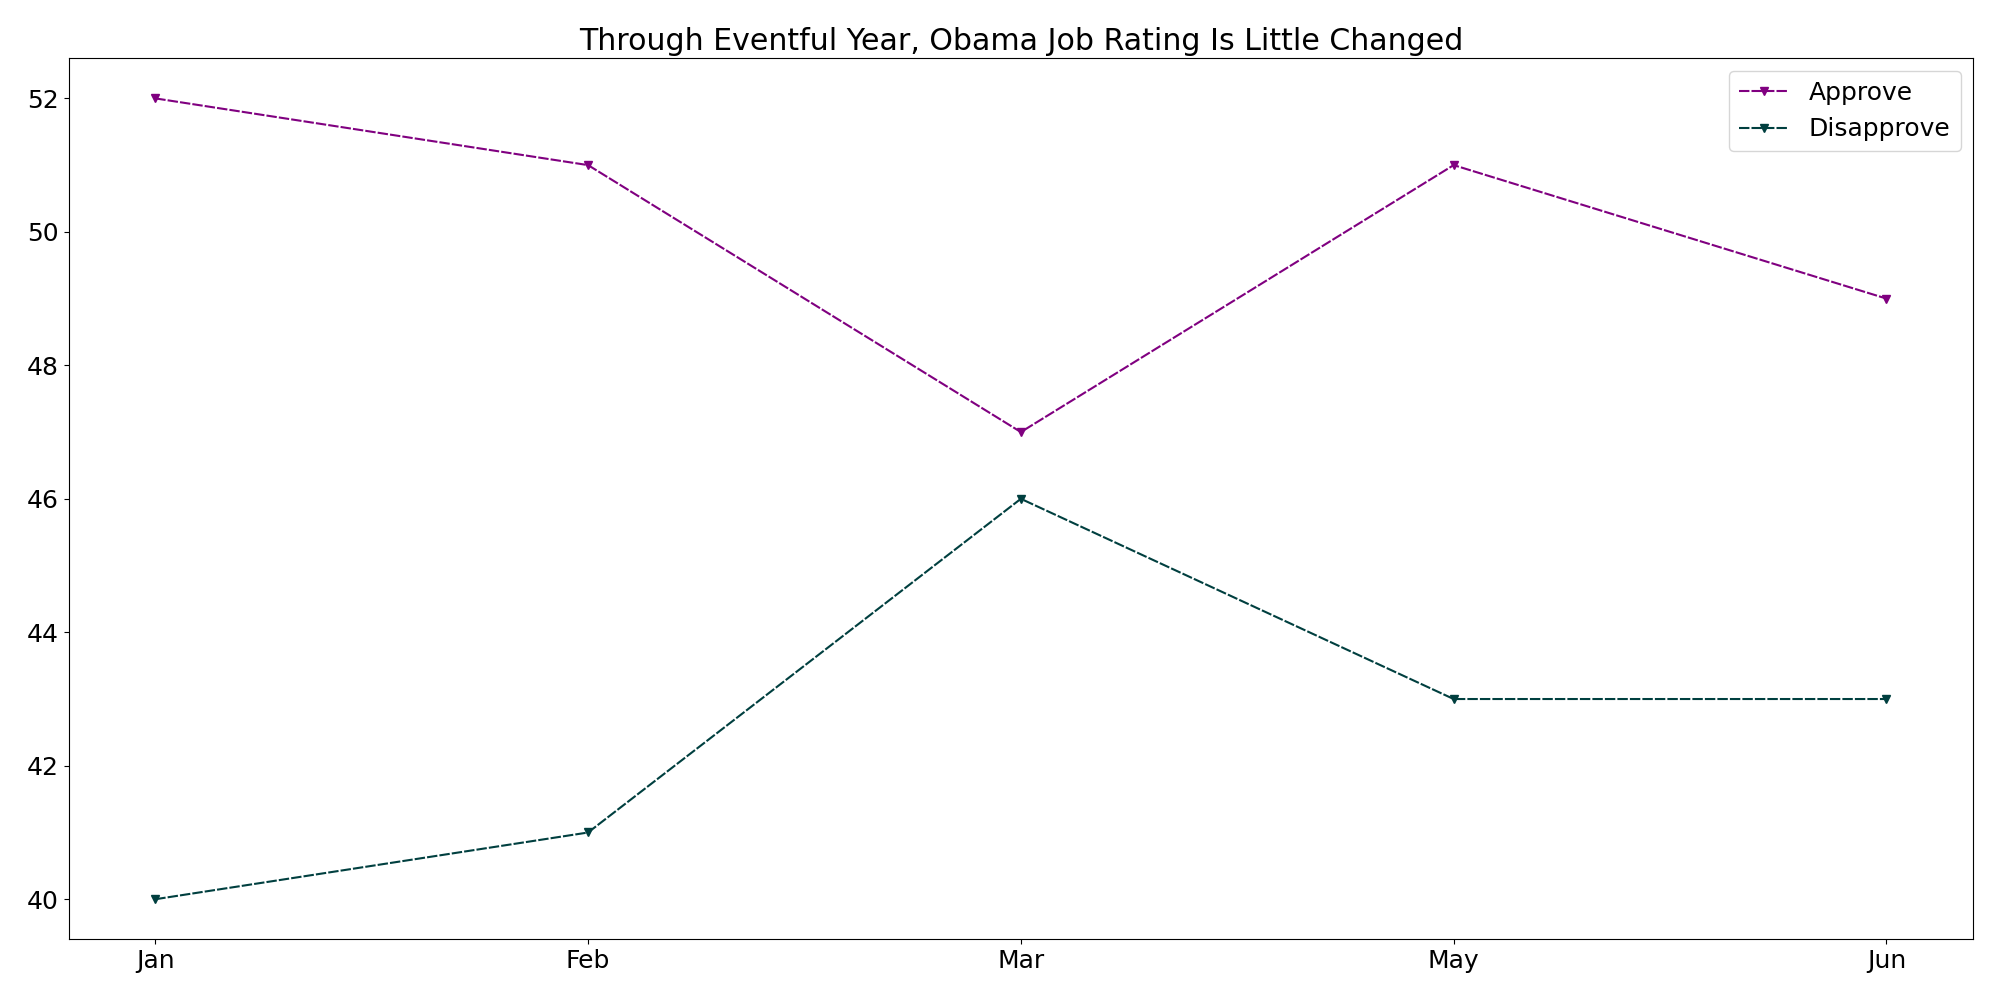 Through Eventful Year, Obama Job Rating Is Little Changed
Approve
Disapprove
52
50
48
46
44
42
40
Jan Feb Mar May Jun